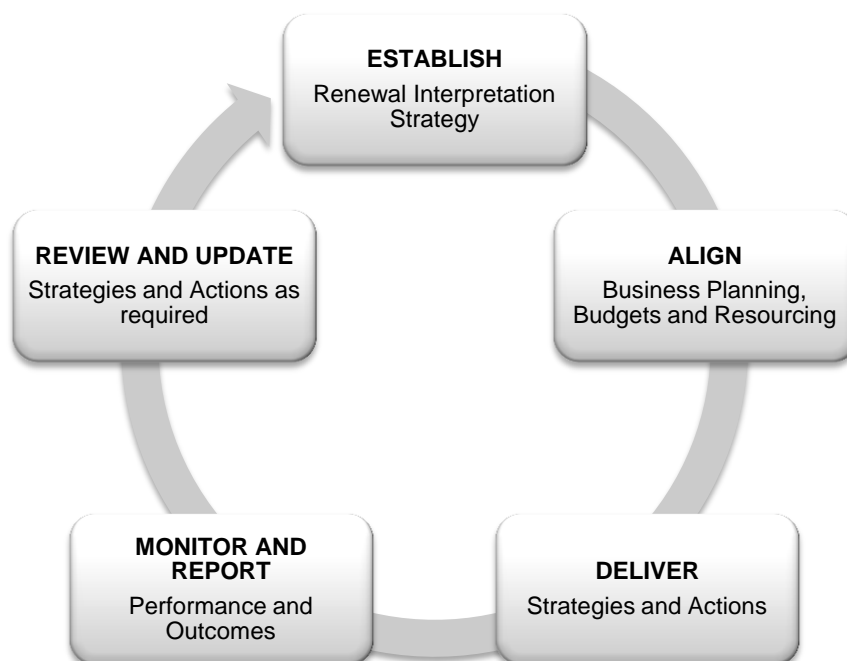 ESTABLISH
Renewal Interpretation
Strategy
ALIGN
Business Planning,
Budgets and Resourcing
DELIVER
Strategies and Actions
MONITOR AND
REPORT
Performance and
Outcomes
REVIEW AND UPDATE
Strategies and Actions as
required